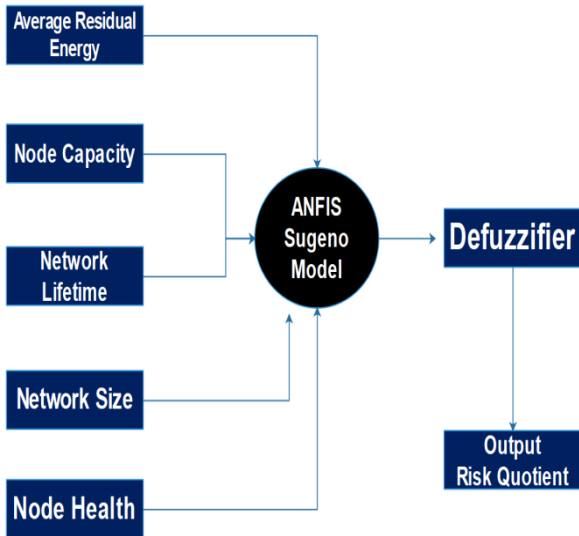 Average Residual
Energy
Node Capacity
Network
Lifetime
Network Size
Node Health
ANFIS
Sugeno
Model
Defuzzifier
Output
Risk Quotient